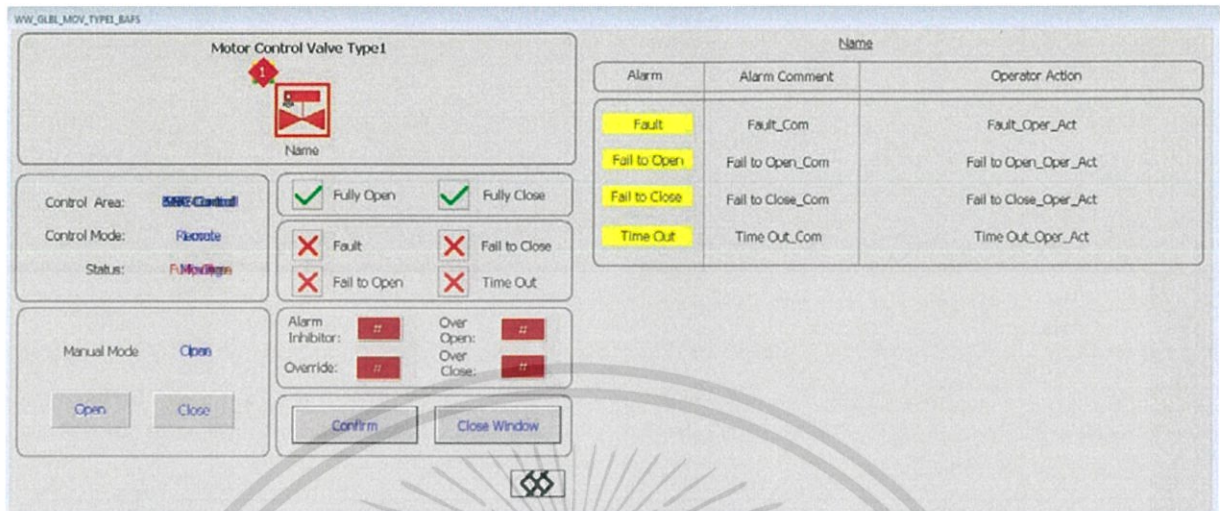 WW_GLBL_MOV_TYPE1_BAFS
Motor Control Valve Type1
1
Name
Control Area:
Control Mode:
Status:
Fully Open
Fully Close
Fault
Fail to Close
Fail to Open
Time Out
Manual Mode
Open
Close
Alarm
Inhibitor:
#
Over
Open:
#
Override:
#
Over
Close:
#
Confirm
Close Window
Name
Alarm Alarm Comment Operator Action
Fault Fault_Com Fault_Oper_Act
Fail to Open Fail to Open_Com Fail to Open_Oper_Act
Fail to Close Fail to Close_Com Fail to Close_Oper_Act
Time Out Time Out_Com Time Out_Oper_Act